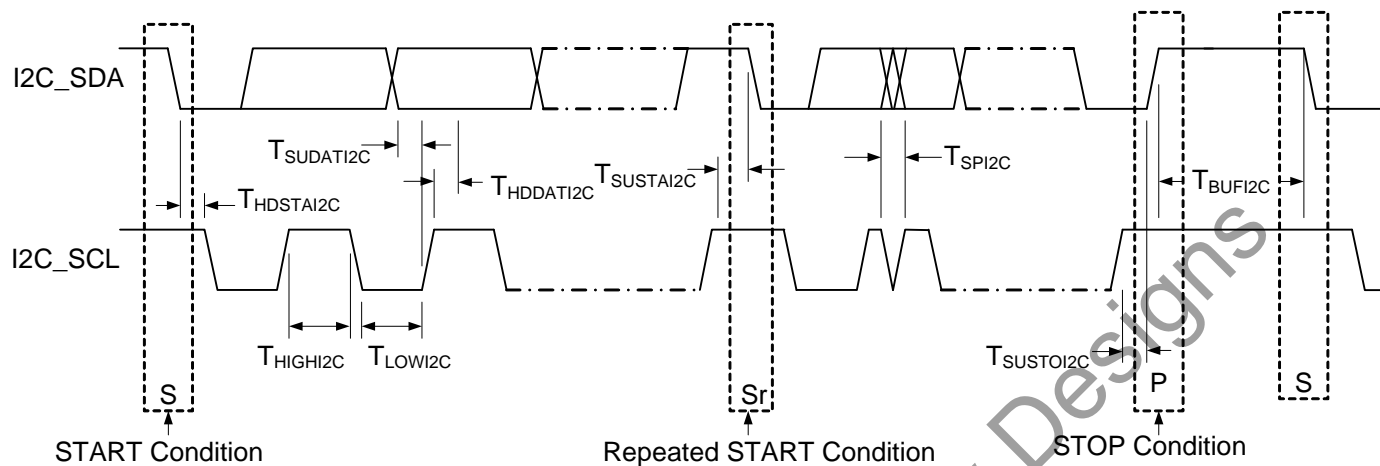 I2C_SDA
TSUDATI2C
THDDATI2C
TSUSTAI2C
TSPI2C
TBUFI2C
THDSTAI2C
I2C_SCL
THIGHI2C
TLOWI2C
TSUSTOI2C
S
Sr
P
S
START Condition
Repeated START Condition
STOP Condition
Designs